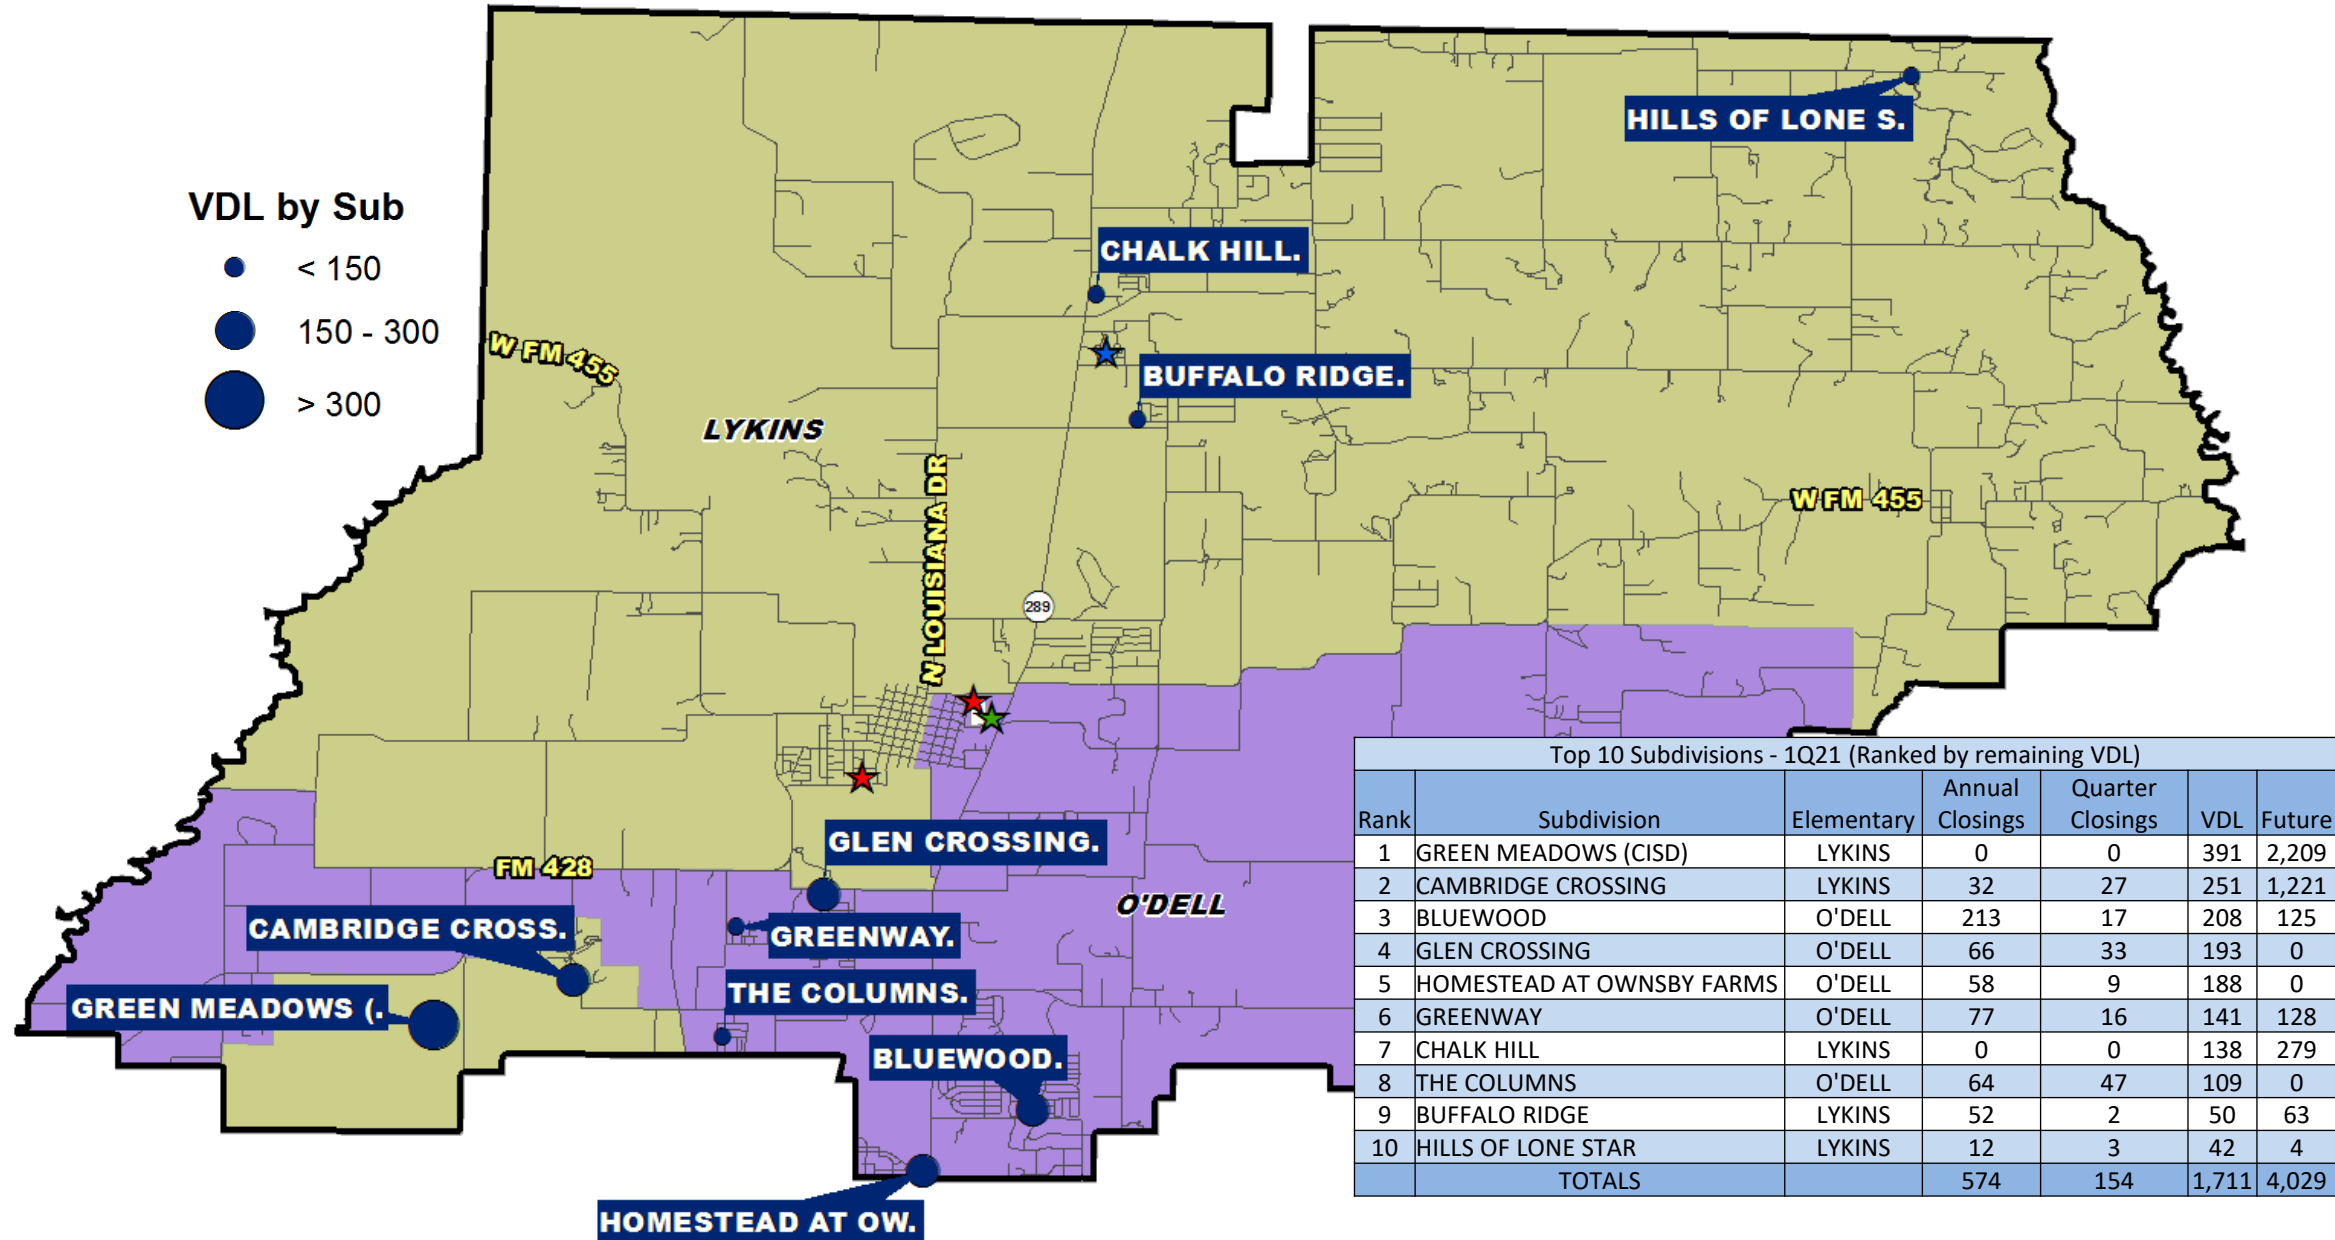 HILLS OF LONE S.
VDL by Sub
< 150
150 - 300
> 300
CHALK HILL.
W FM 455
BUFFALO RIDGE.
LYKINS
N LOUISIANA DR
W FM 455
289
GLEN CROSSING.
FM 428
O'DELL
CAMBRIDGE CROSS.
GREENWAY.
THE COLUMNS.
GREEN MEADOWS (.
BLUEWOOD.
HOMESTEAD AT OW.
Top 10 Subdivisions - 1Q21 (Ranked by remaining VDL)
Rank Subdivision Elementary Annual Closings Quarter Closings VDL Future
1 GREEN MEADOWS (CISD) LYKINS 0 0 391 2,209
2 CAMBRIDGE CROSSING LYKINS 32 27 251 1,221
3 BLUEWOOD O'DELL 213 17 208 125
4 GLEN CROSSING O'DELL 66 33 193 0
5 HOMESTEAD AT OWNSBY FARMS O'DELL 58 9 188 0
6 GREENWAY O'DELL 77 16 141 128
7 CHALK HILL LYKINS 0 0 138 279
8 THE COLUMNS O'DELL 64 47 109 0
9 BUFFALO RIDGE LYKINS 52 2 50 63
10 HILLS OF LONE STAR LYKINS 12 3 42 4
TOTALS 574 154 1,711 4,029